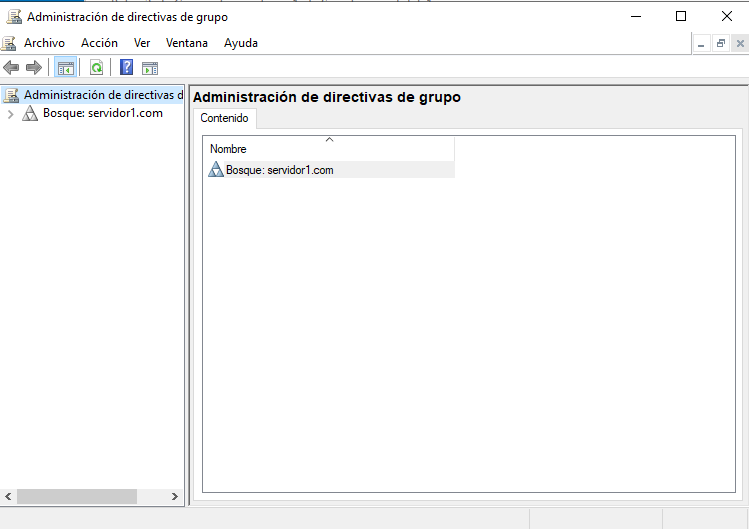 Administración de directivas de grupo
Archivo Acción Ver Ventana Ayuda
Administración de directivas d
Bosque: servidor1.com
Administración de directivas de grupo
Contenido
Nombre
Bosque: servidor1.com